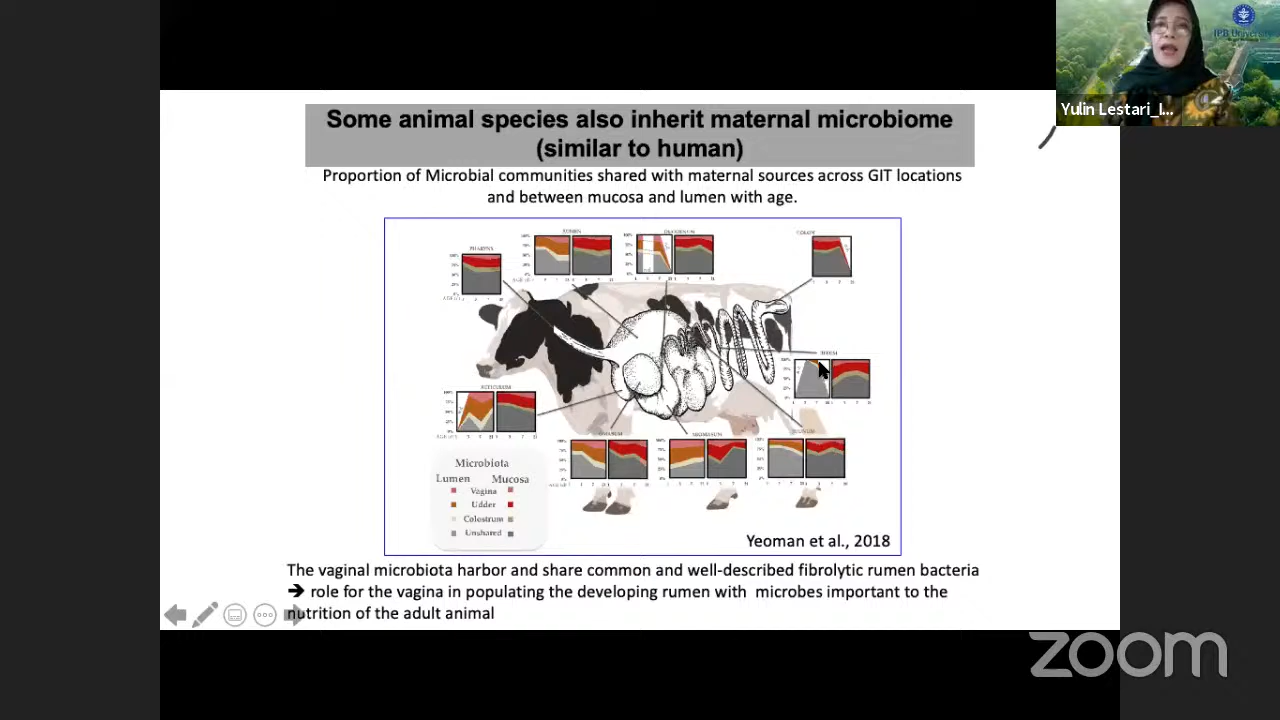 IPB University
Yulin Lestari_I...
Some animal species also inherit maternal microbiome
(similar to human)
Proportion of Microbial communities shared with maternal sources across GIT locations
and between mucosa and lumen with age.
PHARYNX
RUMEN
DUODENUM
COLON
RETICULUM
OMASUM
ABOMASUM
JEJUNUM
Microbiota
Lumen Mucosa
Vagina
Udder
Colostrum
Unshared
Yeoman et al., 2018
The vaginal microbiota harbor and share common and well-described fibrolytic rumen bacteria
➔ role for the vagina in populating the developing rumen with microbes important to the
nutrition of the adult animal
zoom